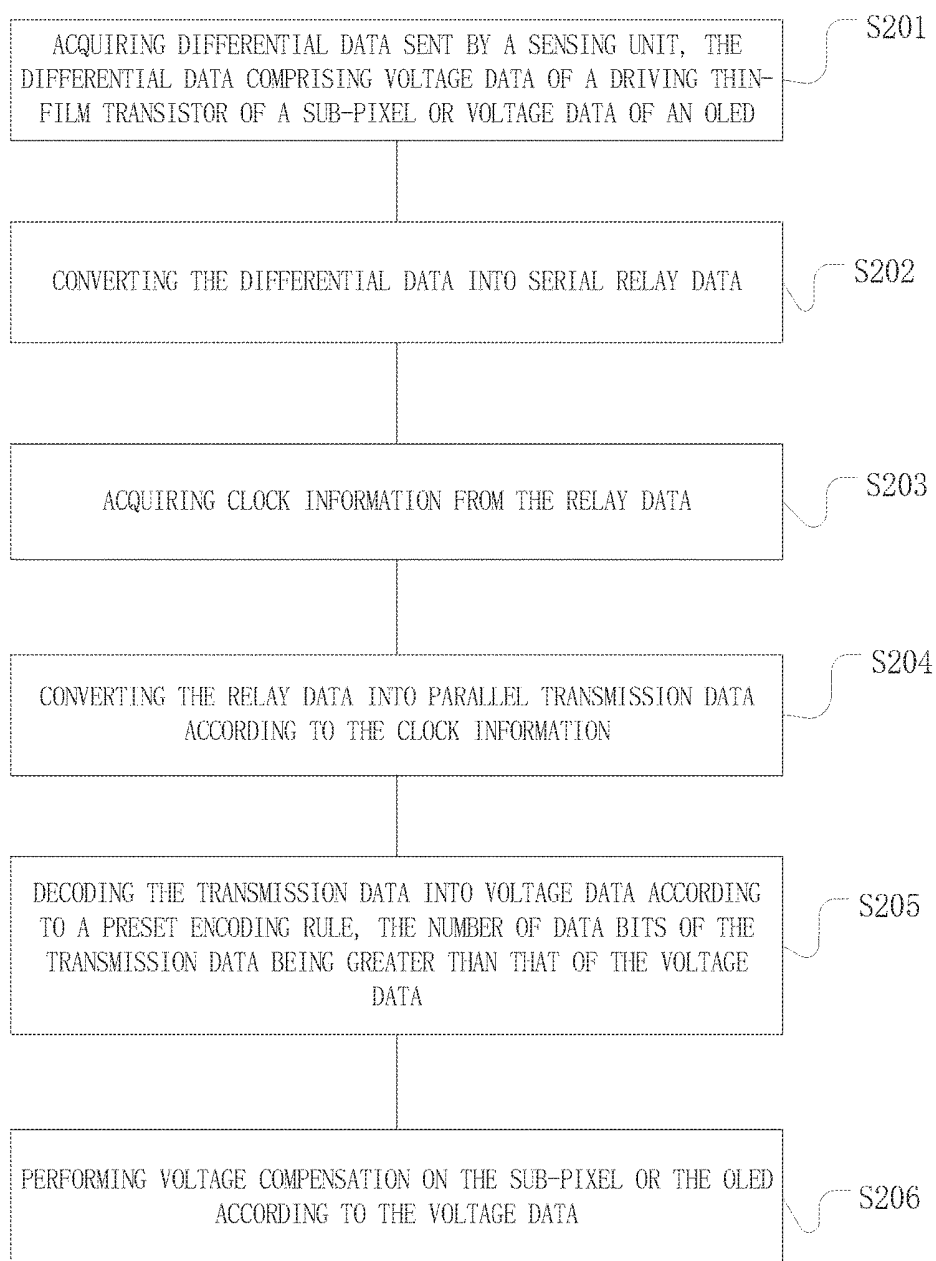 ACQUIRING DIFFERENTIAL DATA SENT BY A SENSING UNIT, THE
DIFFERENTIAL DATA COMPRISING VOLTAGE DATA OF A DRIVING THIN-
FILM TRANSISTOR OF A SUB-PIXEL OR VOLTAGE DATA OF AN OLED
S201
CONVERTING THE DIFFERENTIAL DATA INTO SERIAL RELAY DATA
S202
ACQUIRING CLOCK INFORMATION FROM THE RELAY DATA
S203
CONVERTING THE RELAY DATA INTO PARALLEL TRANSMISSION DATA
ACCORDING TO THE CLOCK INFORMATION
S204
DECODING THE TRANSMISSION DATA INTO VOLTAGE DATA ACCORDING
TO A PRESET ENCODING RULE, THE NUMBER OF DATA BITS OF THE
TRANSMISSION DATA BEING GREATER THAN THAT OF THE VOLTAGE
DATA
S205
PERFORMING VOLTAGE COMPENSATION ON THE SUB-PIXEL OR THE OLED
ACCORDING TO THE VOLTAGE DATA
S206